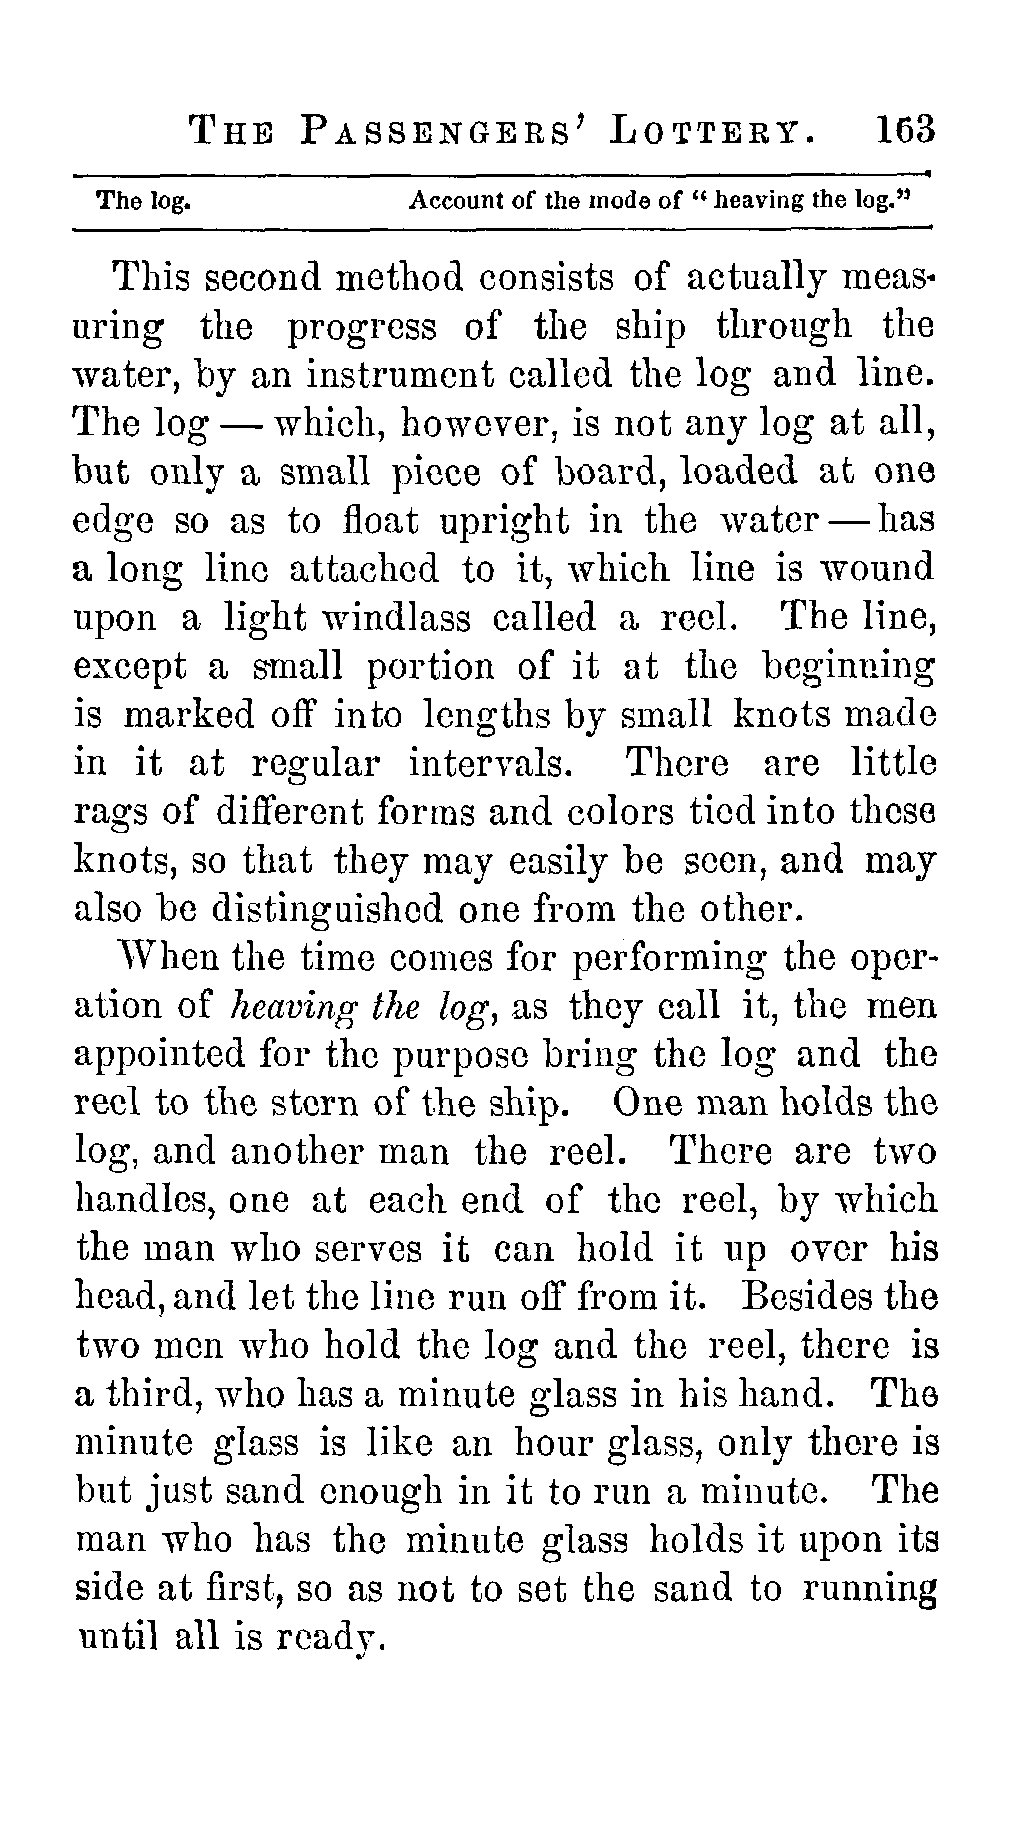 The Passengers' Lottery. 163
The log. Account of the mode of “heaving the log.”
This second method consists of actually meas-
uring the progress of the ship through the
water, by an instrument called the log and line.
The log — which, however, is not any log at all,
but only a small piece of board, loaded at one
edge so as to float upright in the water — has
a long line attached to it, which line is wound
upon a light windlass called a reel. The line,
except a small portion of it at the beginning
is marked off into lengths by small knots made
in it at regular intervals. There are little
rags of different forms and colors tied into these
knots, so that they may easily be seen, and may
also be distinguished one from the other.
When the time comes for performing the oper-
ation of heaving the log, as they call it, the men
appointed for the purpose bring the log and the
reel to the stern of the ship. One man holds the
log, and another man the reel. There are two
handles, one at each end of the reel, by which
the man who serves it can hold it up over his
head, and let the line run off from it. Besides the
two men who hold the log and the reel, there is
a third, who has a minute glass in his hand. The
minute glass is like an hour glass, only there is
but just sand enough in it to run a minute. The
man who has the minute glass holds it upon its
side at first, so as not to set the sand to running
until all is ready.